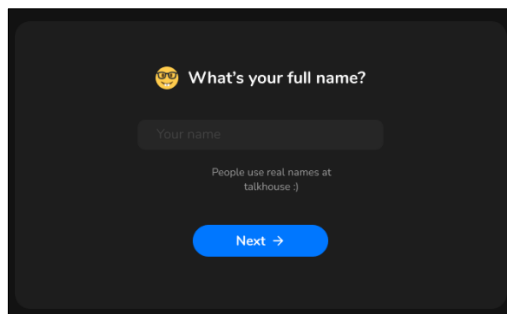 What's your full name?
Your name
People use real names at
talkhouse :)
Next →